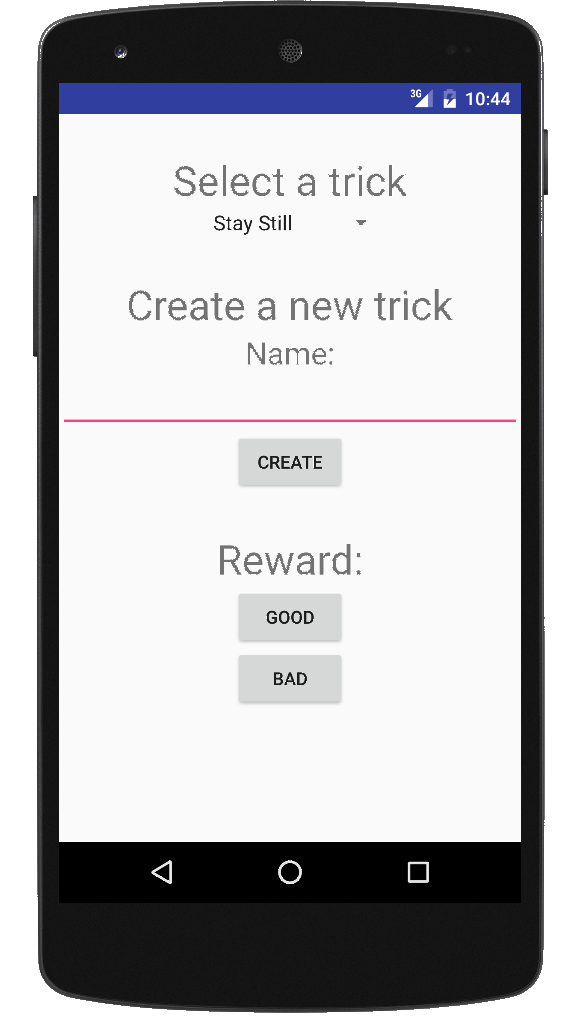 3G 10:44
Select a trick
Stay Still
Create a new trick
Name:
CREATE
Reward:
GOOD
BAD